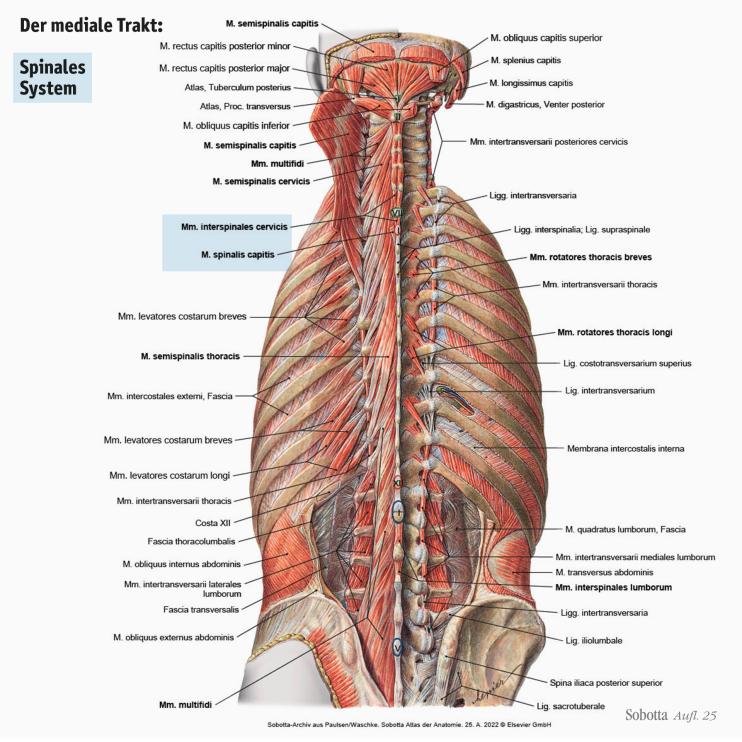 Der mediale Trakt:
Spinales
System
M. semispinalis capitis
M. rectus capitis posterior minor
M. rectus capitis posterior major
Atlas, Tuberculum posterius
Atlas, Proc. transversus
M. obliquus capitis inferior
M. semispinalis capitis
Mm. multifidi
M. semispinalis cervicis
Mm. interspinales cervicis
M. spinalis capitis
Mm. levatores costarum breves
M. semispinalis thoracis
Mm. intercostales externi, Fascia
Mm. levatores costarum breves
Mm. levatores costarum longi
Mm. intertransversarii thoracis
Costa XII
Fascia thoracolumbalis
M. obliquus internus abdominis
Mm. intertransversarii laterales
lumborum
Fascia transversalis
M. obliquus externus abdominis
Mm. multifidi
M. obliquus capitis superior
M. splenius capitis
M. longissimus capitis
M. digastricus, Venter posterior
Mm. intertransversarii posteriores cervicis
Ligg. intertransversaria
Ligg. interspinalia; Lig. supraspinale
Mm. rotatores thoracis breves
Mm. intertransversarii thoracis
Mm. rotatores thoracis longi
Lig. costotransversarium superius
Lig. intertransversarium
Membrana intercostalis interna
M. quadratus lumborum, Fascia
Mm. intertransversarii mediales lumborum
M. transversus abdominis
Mm. interspinales lumborum
Ligg. intertransversaria
Lig. iliolumbale
Spina iliaca posterior superior
Lig. sacrotuberale
II
VII
I
XII
I
V
Sobotta Aufl. 25
Sobotta-Archiv aus Paulsen/Waschke. Sobotta Atlas der Anatomie. 25. A. 2022 © Elsevier GmbH